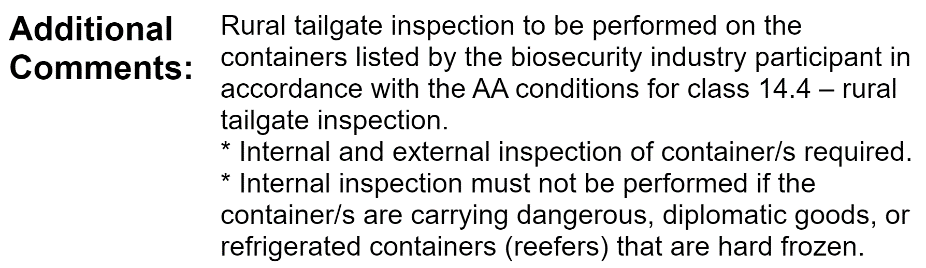 Additional
Comments:
Rural tailgate inspection to be performed on the
containers listed by the biosecurity industry participant in
accordance with the AA conditions for class 14.4 – rural
tailgate inspection.
* Internal and external inspection of container/s required.
* Internal inspection must not be performed if the
container/s are carrying dangerous, diplomatic goods, or
refrigerated containers (reefers) that are hard frozen.